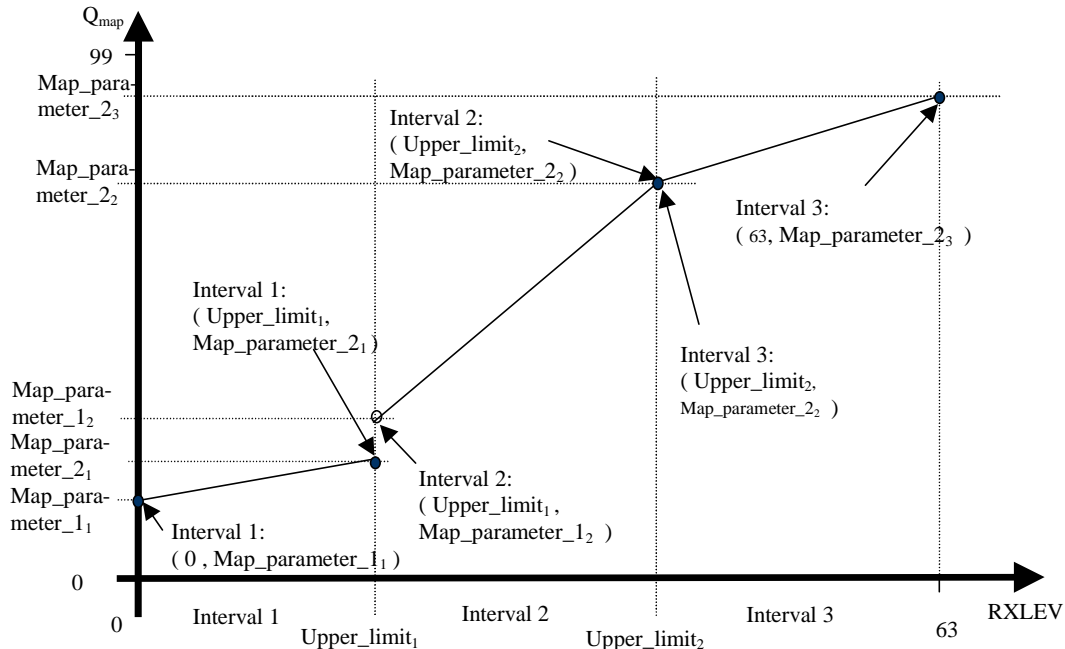 Qmap
99
Map_para-
meter_2₃
Interval 2:
( Upper_limit₂,
Map_parameter_2₂ )
Map_para-
meter_2₂
Interval 3:
( 63, Map_parameter_2₃ )
Interval 1:
( Upper_limit₁,
Map_parameter_2₁ )
Interval 3:
( Upper_limit₂,
Map_parameter_2₂ )
Map_para-
meter_1₂
Map_para-
meter_2₁
Map_para-
meter_1₁
Interval 2:
( Upper_limit₁ ,
Map_parameter_1₂ )
Interval 1:
( 0 , Map_parameter_1₁ )
0
0
Interval 1
Upper_limit₁
Interval 2
Upper_limit₂
Interval 3
63
RXLEV